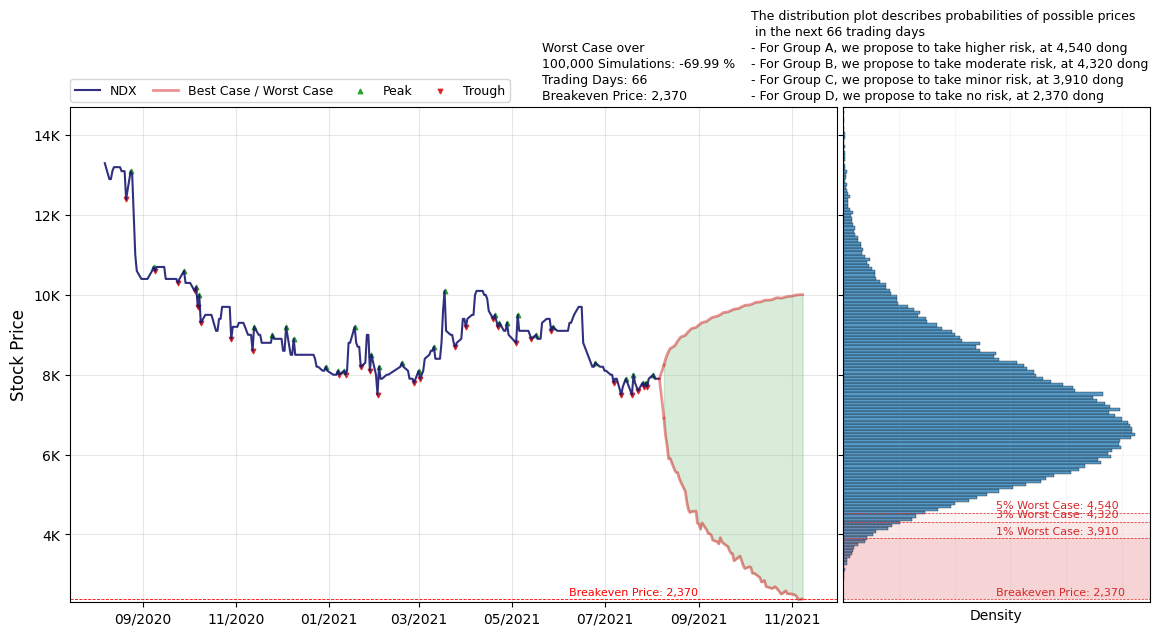 The distribution plot describes probabilities of possible prices
in the next 66 trading days
- For Group A, we propose to take higher risk, at 4,540 dong
- For Group B, we propose to take moderate risk, at 4,320 dong
- For Group C, we propose to take minor risk, at 3,910 dong
- For Group D, we propose to take no risk, at 2,370 dong
Worst Case over
100,000 Simulations: -69.99 %
Trading Days: 66
Breakeven Price: 2,370
NDX
Best Case / Worst Case
Peak
Trough
Stock Price
14K
12K
10K
8K
6K
4K
09/2020
11/2020
01/2021
03/2021
05/2021
07/2021
09/2021
11/2021
Breakeven Price: 2,370
5% Worst Case: 4,540
3% Worst Case: 4,320
1% Worst Case: 3,910
Breakeven Price: 2,370
Density